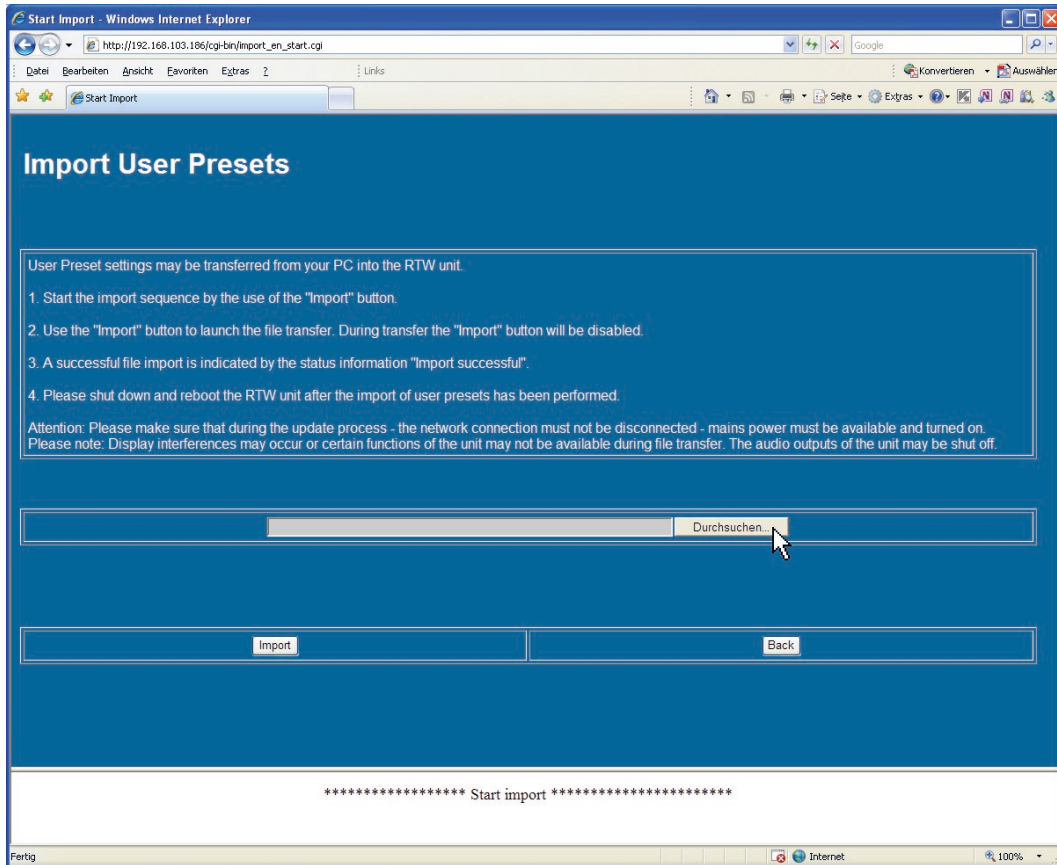 Start Import - Windows Internet Explorer
http://192.168.103.186/cgi-bin/import_en_start.cgi
Google
Datei Bearbeiten Ansicht Favoriten Extras ?
Links
Konvertieren
Auswählen
Start Import
Seite
Extras
Import User Presets
User Preset settings may be transferred from your PC into the RTW unit.
1. Start the import sequence by the use of the "Import" button.
2. Use the "Import" button to launch the file transfer. During transfer the "Import" button will be disabled.
3. A successful file import is indicated by the status information "Import successful".
4. Please shut down and reboot the RTW unit after the import of user presets has been performed.
Attention: Please make sure that during the update process - the network connection must not be disconnected - mains power must be available and turned on.
Please note: Display interferences may occur or certain functions of the unit may not be available during file transfer. The audio outputs of the unit may be shut off.
Durchsuchen...
Import
Back
****************** Start import ***********************
Fertig
Internet
100%